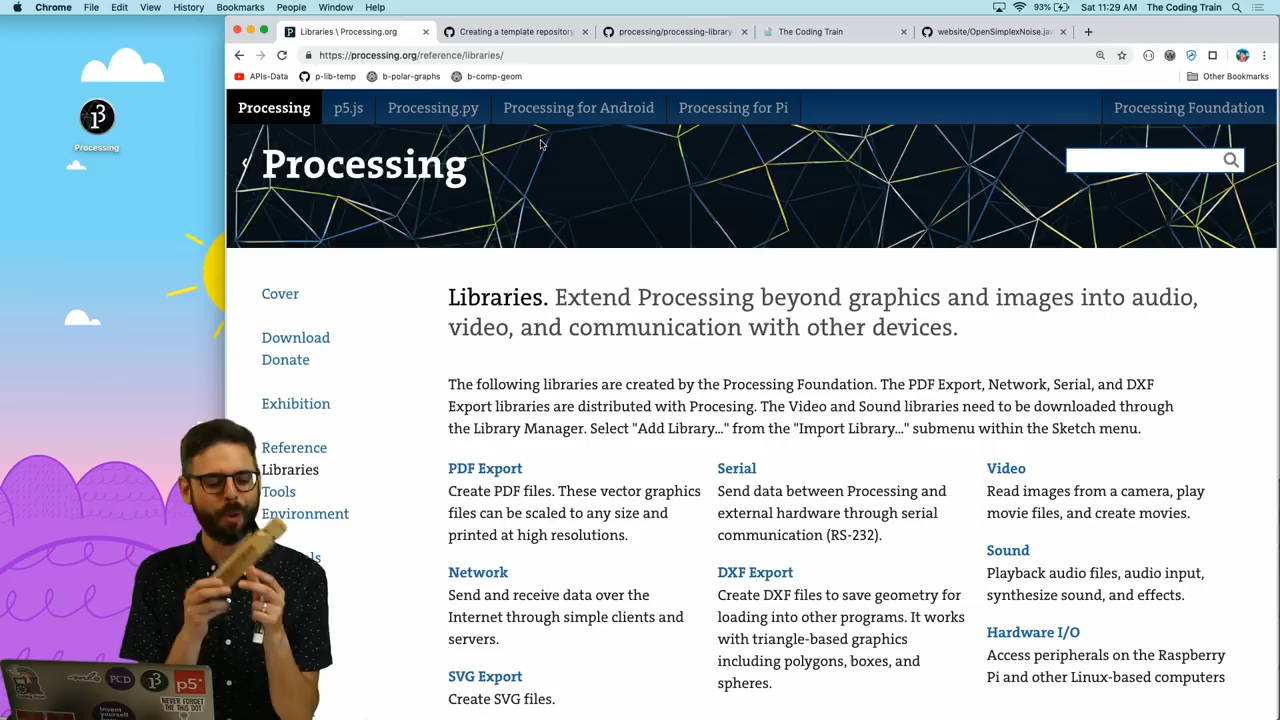 Chrome File Edit View History Bookmarks People Window Help 93% Sat 11:29 AM The Coding Train
Libraries \ Processing.org Creating a template repository processing/processing-library The Coding Train website/OpenSimplexNoise.jav
https://processing.org/reference/libraries/
APIs-Data p-lib-temp b-polar-graphs b-comp-geom Other Bookmarks
Processing p5.js Processing.py Processing for Android Processing for Pi Processing Foundation
Processing
Processing
Cover
Download
Donate
Exhibition
Reference
Libraries
Tools
Environment
Libraries. Extend Processing beyond graphics and images into audio,
video, and communication with other devices.
The following libraries are created by the Processing Foundation. The PDF Export, Network, Serial, and DXF
Export libraries are distributed with Procesing. The Video and Sound libraries need to be downloaded through
the Library Manager. Select "Add Library..." from the "Import Library..." submenu within the Sketch menu.
PDF Export
Create PDF files. These vector graphics
files can be scaled to any size and
printed at high resolutions.
Network
Send and receive data over the
Internet through simple clients and
servers.
SVG Export
Create SVG files.
Serial
Send data between Processing and
external hardware through serial
communication (RS-232).
DXF Export
Create DXF files to save geometry for
loading into other programs. It works
with triangle-based graphics
including polygons, boxes, and
spheres.
Video
Read images from a camera, play
movie files, and create movies.
Sound
Playback audio files, audio input,
synthesize sound, and effects.
Hardware I/O
Access peripherals on the Raspberry
Pi and other Linux-based computers
PCD
p5*
NEVER FORGET
THE THIS DOT